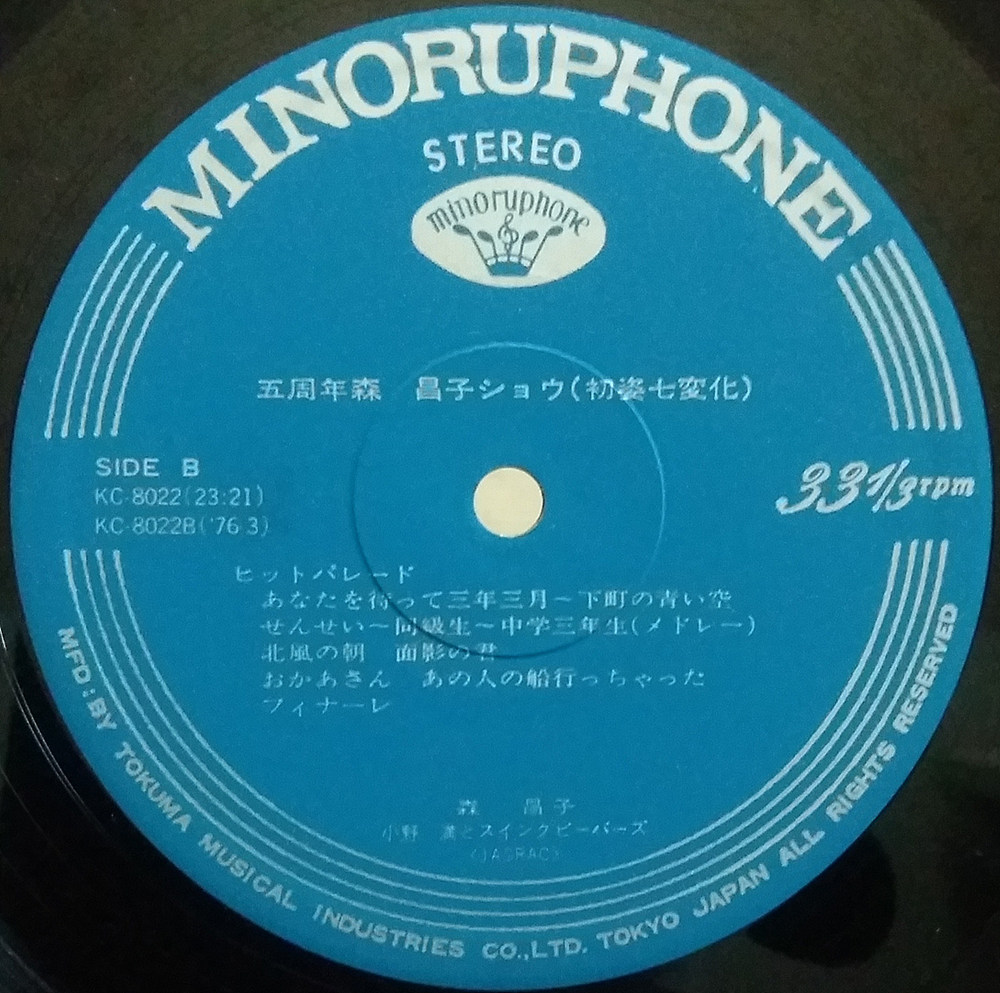 MINORUPHONE
STEREO
minoruphone
五周年森 昌子ショウ(初姿七変化)
SIDE B
KC-8022(23:21)
KC-8022B('76.3)
33 1/3 rpm
ヒットパレード
あなたを待って三年三月～下町の青い空
せんせい～同級生～中学三年生(メドレー)
北風の朝 面影の君
おかあさん あの人の船行っちゃった
フィナーレ
森 昌子
小野 満とスイングビーバーズ
<JASRAC>
MFD:BY TOKUMA MUSICAL INDUSTRIES CO.,LTD. TOKYO JAPAN ALL RIGHTS RESERVED